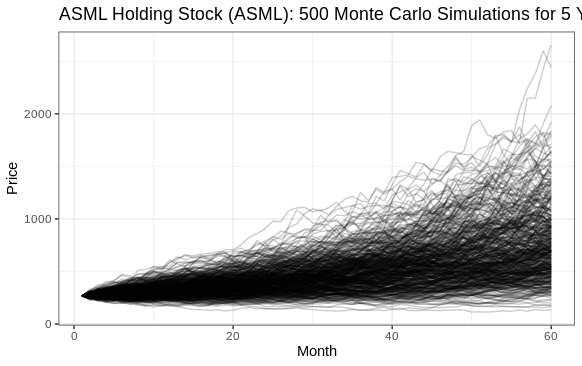 ASML Holding Stock (ASML): 500 Monte Carlo Simulations for 5 Y
2000
1000
0
Price
0 20 40 60
Month